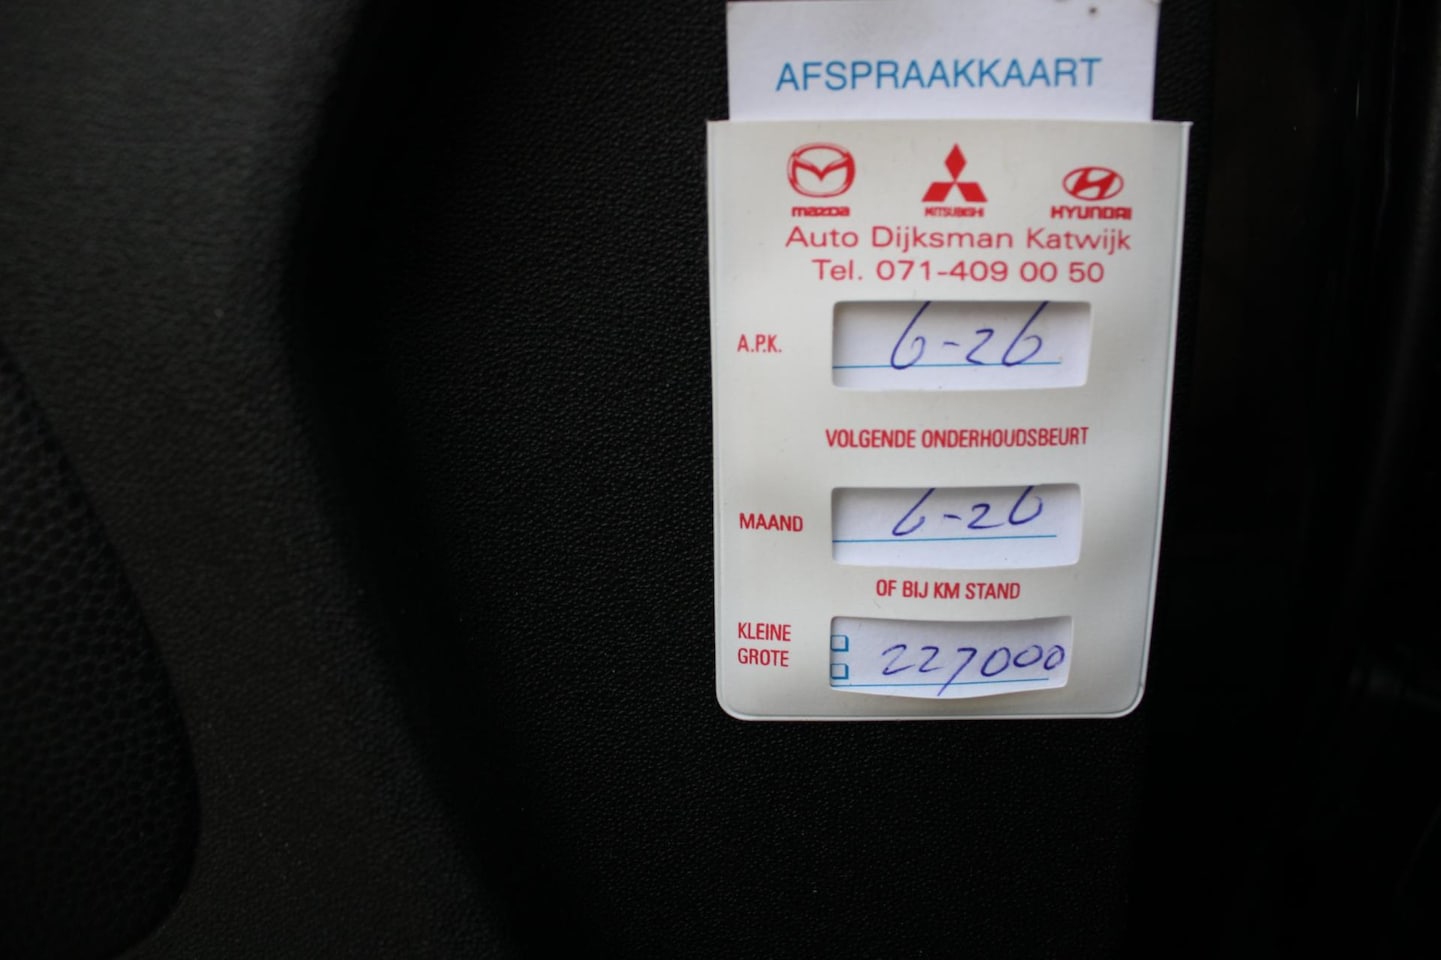 AFSPRAAKKAART
mazda MITSUBISHI HYUNDAI
Auto Dijksman Katwijk
Tel. 071-409 00 50
A.P.K. 6-26
VOLGENDE ONDERHOUDSBEURT
MAAND 6-26
OF BIJ KM STAND
KLEINE
GROTE 227000